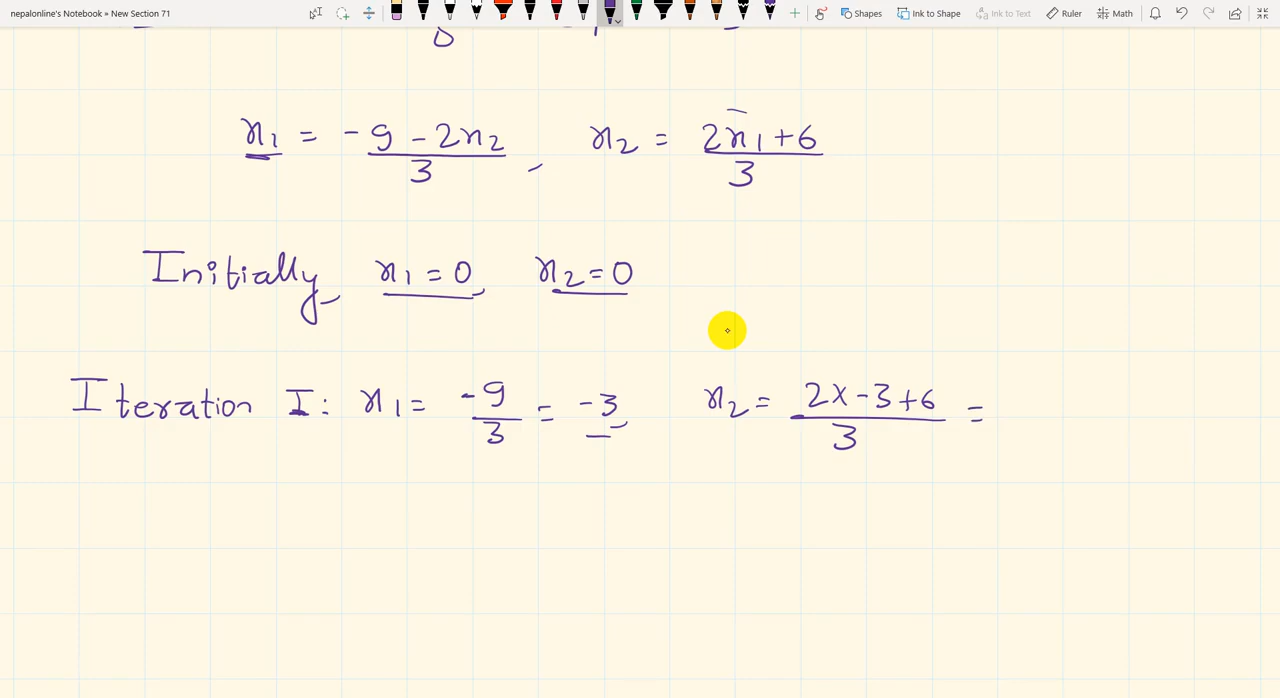 nepalonline's Notebook » New Section 71
Shapes Ink to Shape Ink to Text Ruler Math
x₁ = -9 - 2x₂ / 3 , x₂ = 2x₁ + 6 / 3
Initially, x₁ = 0, x₂ = 0
Iteration I: x₁ = -9/3 = -3, x₂ = 2x-3+6 / 3 =